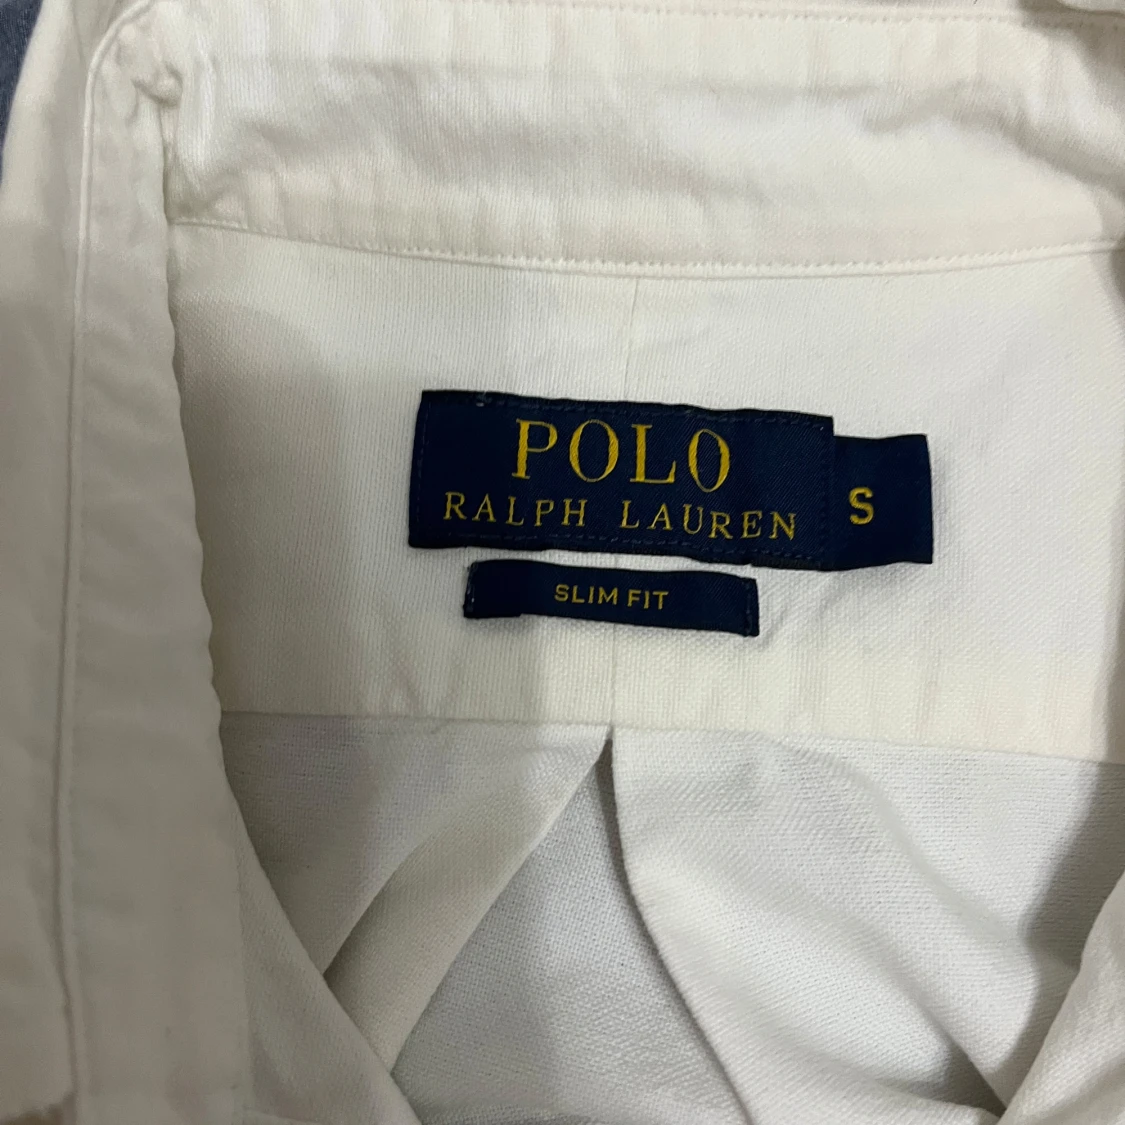 POLO
RALPH LAUREN
S
SLIM FIT